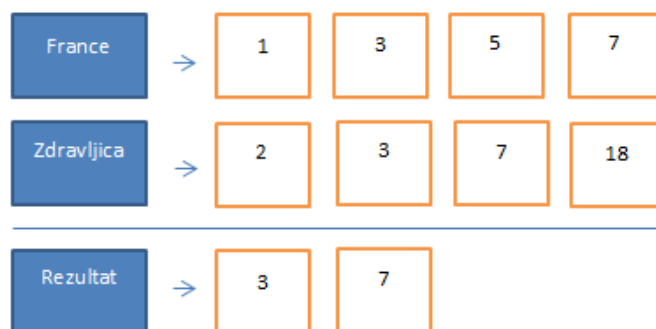 France → 1 3 5 7
Zdravljica → 2 3 7 18
Rezultat → 3 7